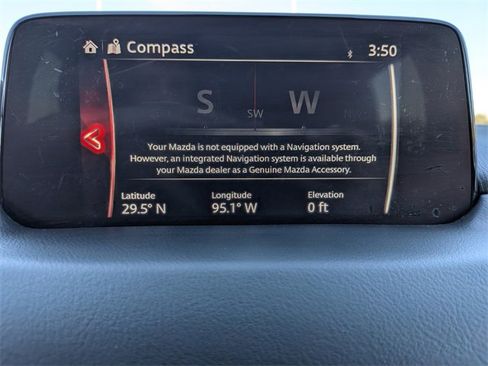 Compass 3:50
S SW W
Your Mazda is not equipped with a Navigation system.
However, an integrated Navigation system is available through
your Mazda dealer as a Genuine Mazda Accessory.
Latitude Longitude Elevation
29.5° N 95.1° W 0 ft